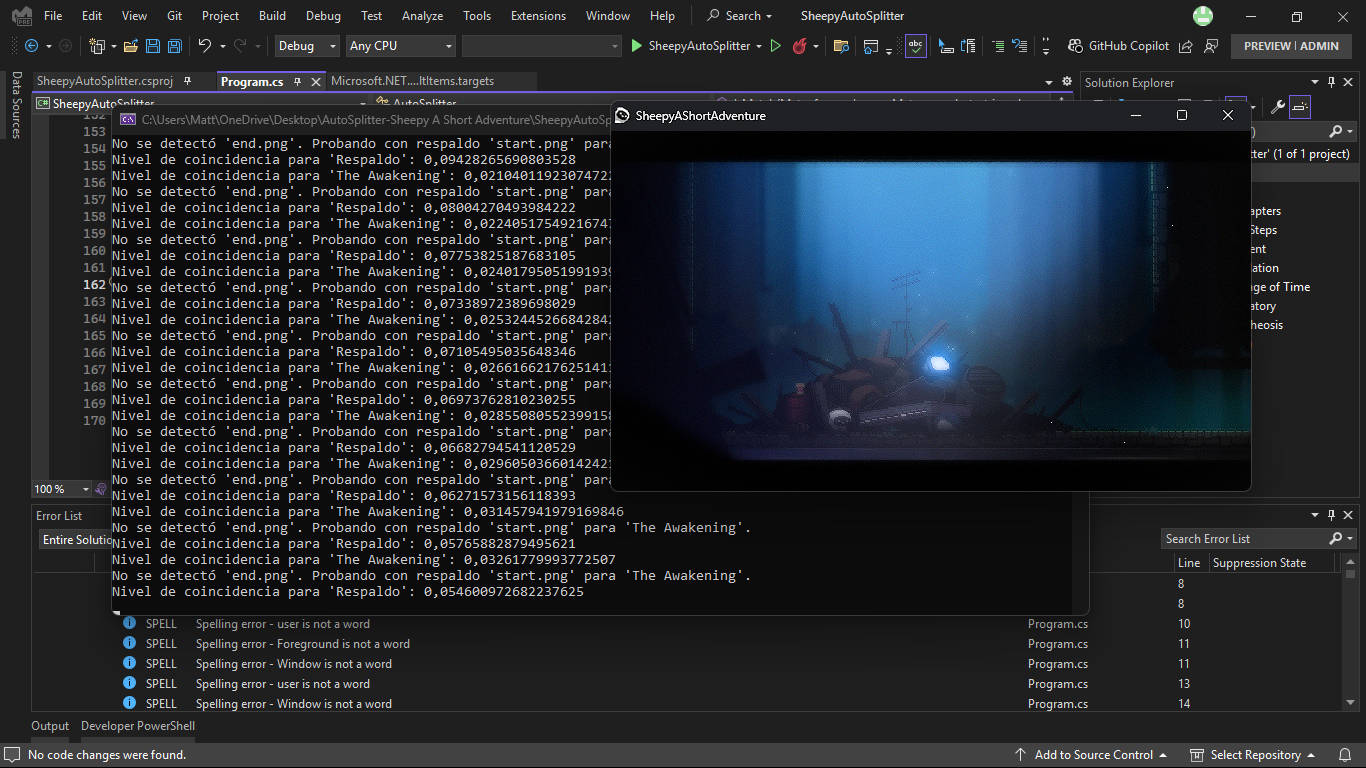 File Edit View Git Project Build Debug Test Analyze Tools Extensions Window Help Search SheepyAutoSplitter
Debug Any CPU SheepyAutoSplitter GitHub Copilot PREVIEW | ADMIN
Data Sources
SheepyAutoSplitter.csproj Program.cs Microsoft.NET....ltItems.targets
Solution Explorer
SheepyAutoSplitter AutoSplitter
C:\Users\Matt\OneDrive\Desktop\AutoSplitter-Sheepy A Short Adventure\SheepyAutoSp
SheepyAShortAdventure
152
153
154
155
156
157
158
159
160
161
162
163
164
165
166
167
168
169
170
No se detectó 'end.png'. Probando con respaldo 'start.png' para
Nivel de coincidencia para 'Respaldo': 0,09428265690803528
Nivel de coincidencia para 'The Awakening': 0,0210401192307472
No se detectó 'end.png'. Probando con respaldo 'start.png' para
Nivel de coincidencia para 'Respaldo': 0,08004270493984222
Nivel de coincidencia para 'The Awakening': 0,0224051754921674
No se detectó 'end.png'. Probando con respaldo 'start.png' para
Nivel de coincidencia para 'Respaldo': 0,07753825187683105
Nivel de coincidencia para 'The Awakening': 0,0240179505199193
No se detectó 'end.png'. Probando con respaldo 'start.png' para
Nivel de coincidencia para 'Respaldo': 0,07338972389698029
Nivel de coincidencia para 'The Awakening': 0,0253244526684284
No se detectó 'end.png'. Probando con respaldo 'start.png' para
Nivel de coincidencia para 'Respaldo': 0,07105495035648346
Nivel de coincidencia para 'The Awakening': 0,0266166217625141
No se detectó 'end.png'. Probando con respaldo 'start.png' para
Nivel de coincidencia para 'Respaldo': 0,06973762810230255
Nivel de coincidencia para 'The Awakening': 0,0285508055239915
No se detectó 'end.png'. Probando con respaldo 'start.png' para
Nivel de coincidencia para 'Respaldo': 0,06682794541120529
Nivel de coincidencia para 'The Awakening': 0,0296050366014242
No se detectó 'end.png'. Probando con respaldo 'start.png' para
Nivel de coincidencia para 'Respaldo': 0,06271573156118393
Nivel de coincidencia para 'The Awakening': 0,031457941979169846
No se detectó 'end.png'. Probando con respaldo 'start.png' para 'The Awakening'.
Nivel de coincidencia para 'Respaldo': 0,05765882879495621
Nivel de coincidencia para 'The Awakening': 0,03261779993772507
No se detectó 'end.png'. Probando con respaldo 'start.png' para 'The Awakening'.
Nivel de coincidencia para 'Respaldo': 0,054600972682237625
tter' (1 of 1 project)
apters
Steps
ent
lation
ge of Time
atory
heosis
100 %
Error List
Entire Solutio
Search Error List
Line Suppression State
8
8
SPELL Spelling error - user is not a word Program.cs 10
SPELL Spelling error - Foreground is not a word Program.cs 11
SPELL Spelling error - Window is not a word Program.cs 11
SPELL Spelling error - user is not a word Program.cs 13
SPELL Spelling error - Window is not a word Program.cs 14
Output Developer PowerShell
No code changes were found. Add to Source Control Select Repository